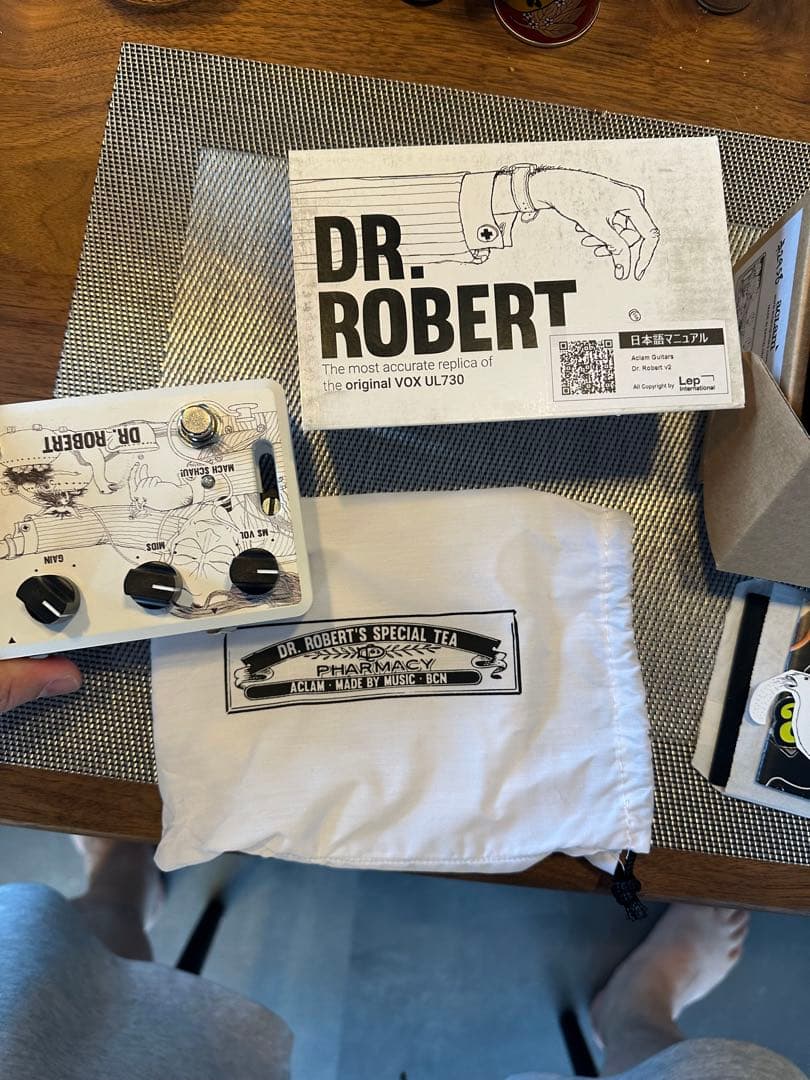 DR.
ROBERT
The most accurate replica of
the original VOX UL730
日本語マニュアル
Aclam Guitars
Dr. Robert v2
All Copyright by Lep International
DR. ROBERT
MACH SCHAU!
GAIN
MIDS
MS VOL
DR. ROBERT'S SPECIAL TEA
PHARMACY
ACLAM · MADE BY MUSIC · BCN